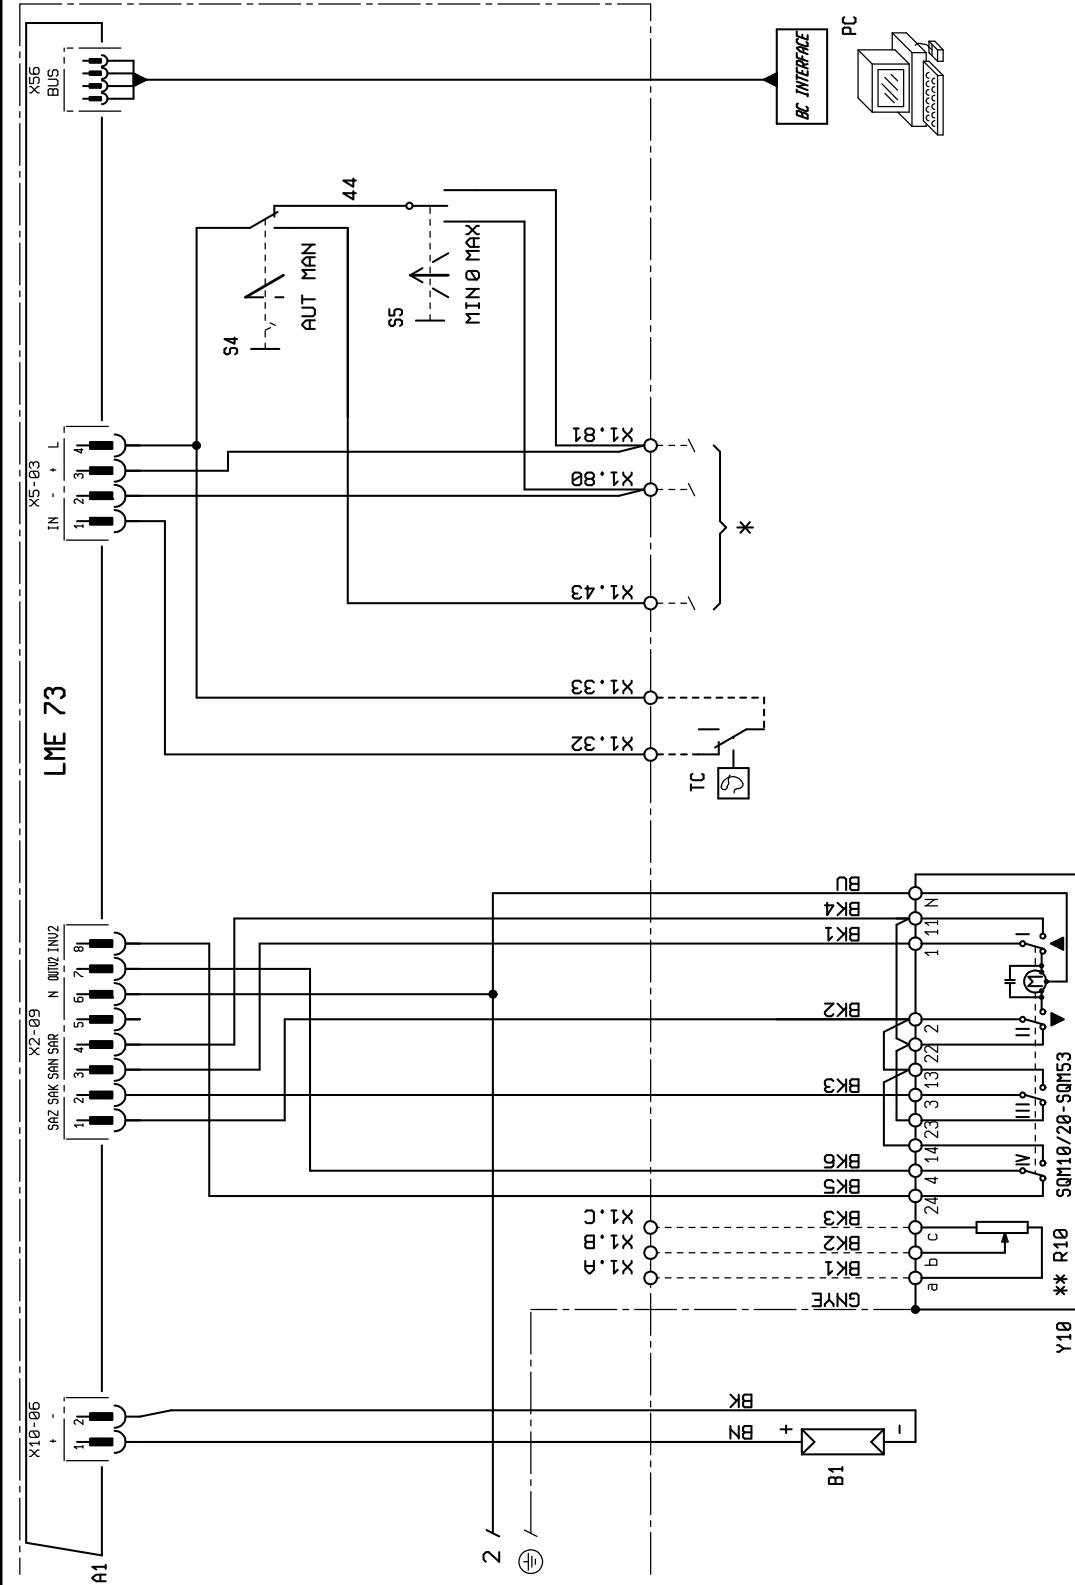 X56
BUS
BC INTERFACE
PC
44
S4
AUT MAN
S5
MIN 0 MAX
X5-03
IN - + L
1 2 3 4
X1.81
X1.80
*
X1.43
X1.33
X1.32
TC
LME 73
X2-09
SAZ SAK SAN SAR N OUTV2 INV2
1 2 3 4 5 6 7 8
BU
BK4
BK1
BK2
BK3
BK6
BK5
N
11
1
2
22
13
3
23
14
4
24
I
M
II
III
IV
SQM10/20-SQM53
X1.C
X1.B
X1.A
BK3
BK2
BK1
GNYE
c
b
a
** R10
Y10
X10-06
+ -
1 2
BK
BN
+
-
B1
2
A1